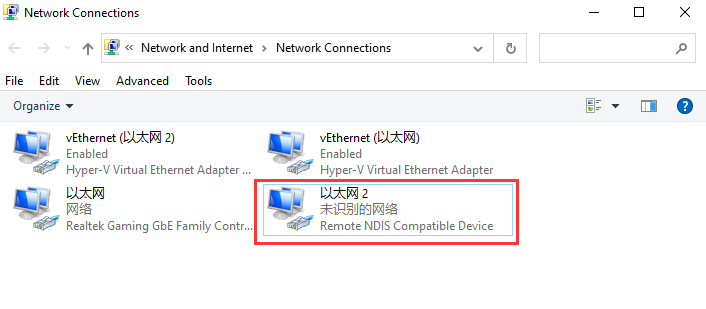 Network Connections
Network and Internet
Network Connections
File Edit View Advanced Tools
Organize
vEthernet (以太网 2)
Enabled
Hyper-V Virtual Ethernet Adapter ...
vEthernet (以太网)
Enabled
Hyper-V Virtual Ethernet Adapter
以太网
网络
Realtek Gaming GbE Family Contr...
以太网 2
未识别的网络
Remote NDIS Compatible Device